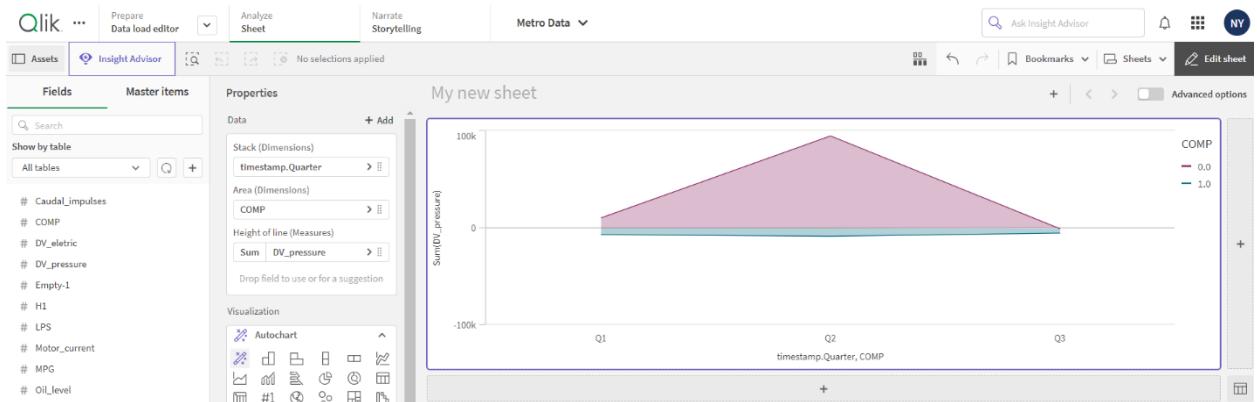 Qlik
Prepare
Data load editor
Analyze
Sheet
Narrate
Storytelling
Metro Data
Ask Insight Advisor
NY
Assets
Insight Advisor
No selections applied
Bookmarks
Sheets
Edit sheet
Fields
Master items
Search
Show by table
All tables
# Caudal_impulses
# COMP
# DV_eletric
# DV_pressure
# Empty-1
# H1
# LPS
# Motor_current
# MPG
# Oil_level
Properties
Data
+ Add
Stack (Dimensions)
timestamp.Quarter
Area (Dimensions)
COMP
Height of line (Measures)
Sum DV_pressure
Drop field to use or for a suggestion
Visualization
Autochart
#1
My new sheet
Advanced options
Sum(DV_pressure)
100k
0
-100k
Q1
Q2
Q3
timestamp.Quarter, COMP
COMP
0.0
1.0